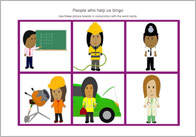 People who help us bingo
Use these picture boards in conjunction with the word cards.